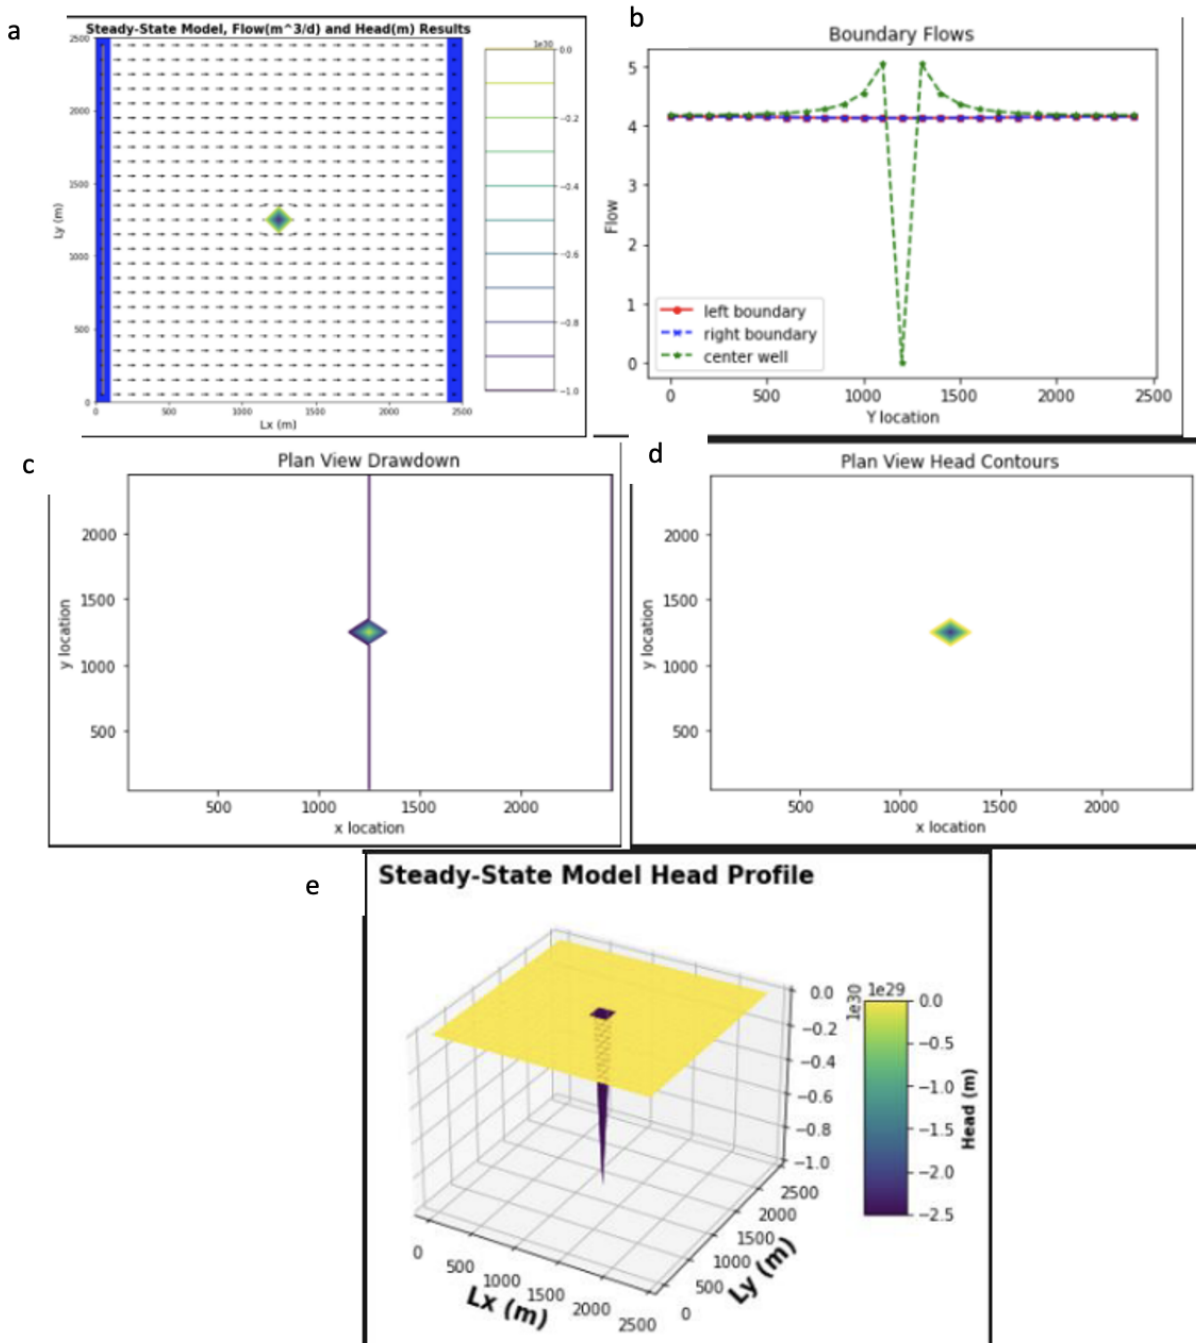 a
Steady-State Model, Flow(m^3/d) and Head(m) Results
1e30
2500
2000
1500
1000
500
0
Ly (m)
0 500 1000 1500 2000 2500
Lx (m)
0.0
−0.2
−0.4
−0.6
−0.8
−1.0
b
Boundary Flows
5
4
3
2
1
0
Flow
left boundary
right boundary
center well
0 500 1000 1500 2000 2500
Y location
c
Plan View Drawdown
2000
1500
1000
500
y location
500 1000 1500 2000
x location
d
Plan View Head Contours
2000
1500
1000
500
y location
500 1000 1500 2000
x location
e
Steady-State Model Head Profile
0.0
−0.2
−0.4
−0.6
−0.8
−1.0
1e30
0 500 1000 1500 2000 2500
Lx (m)
0 500 1000 1500 2000 2500
Ly (m)
1e29
0.0
−0.5
−1.0
−1.5
−2.0
−2.5
Head (m)